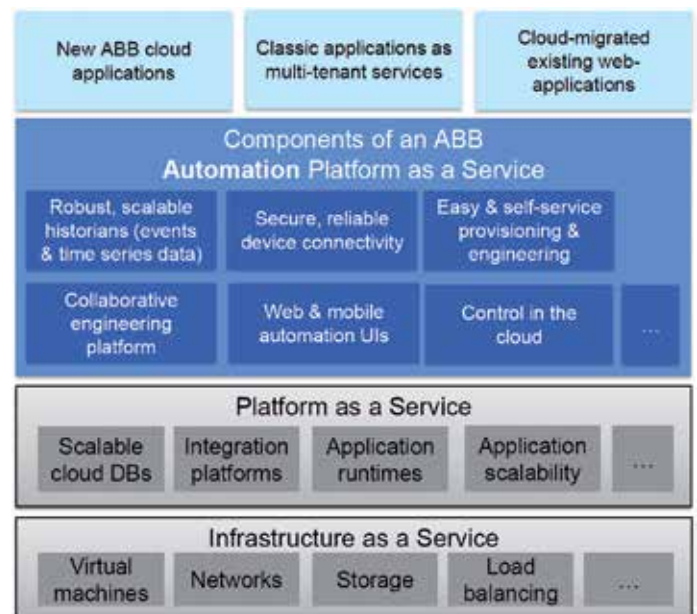 New ABB cloud
applications
Classic applications as
multi-tenant services
Cloud-migrated
existing web-
applications
Components of an ABB
Automation Platform as a Service
Robust, scalable
historians (events
& time series data)
Secure, reliable
device connectivity
Easy & self-service
provisioning &
engineering
Collaborative
engineering
platform
Web & mobile
automation UIs
Control in the
cloud
...
Platform as a Service
Scalable
cloud DBs
Integration
platforms
Application
runtimes
Application
scalability
...
Infrastructure as a Service
Virtual
machines
Networks
Storage
Load
balancing
...